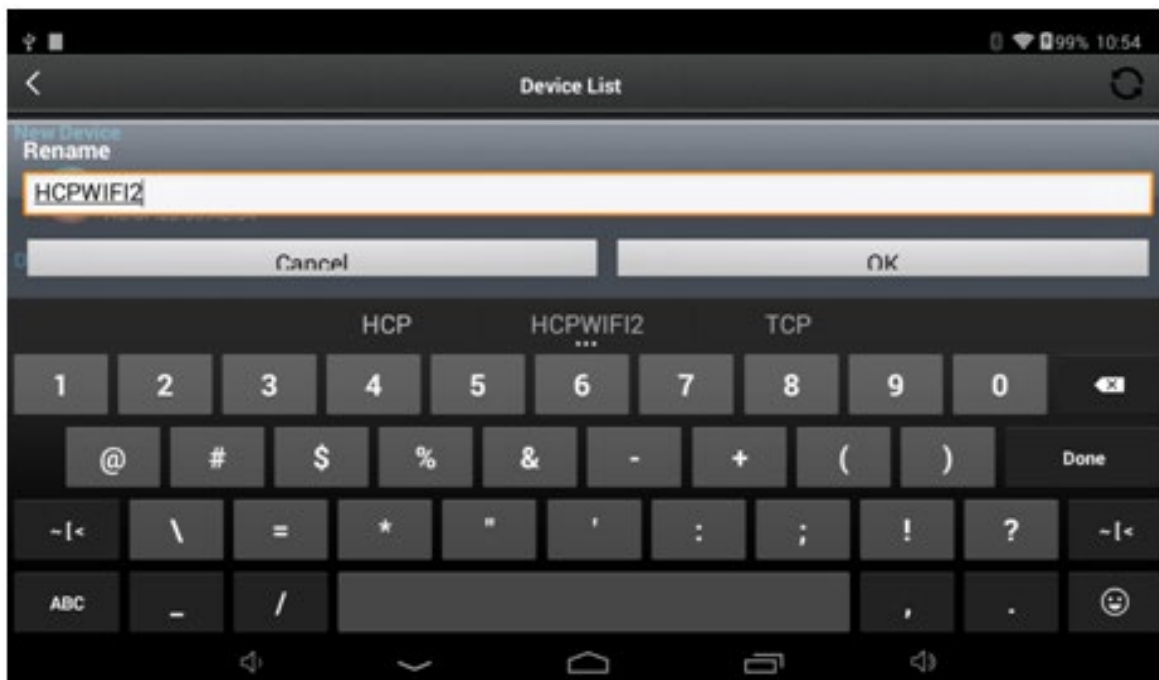 99% 10:54
Device List
New Device
Rename
HCPWIFI2
Cancel OK
HCP HCPWIFI2 TCP
1 2 3 4 5 6 7 8 9 0
@ # $ % & - + ( ) Done
~[< \ = * " ' : ; ! ? ~[<
ABC _ / , .